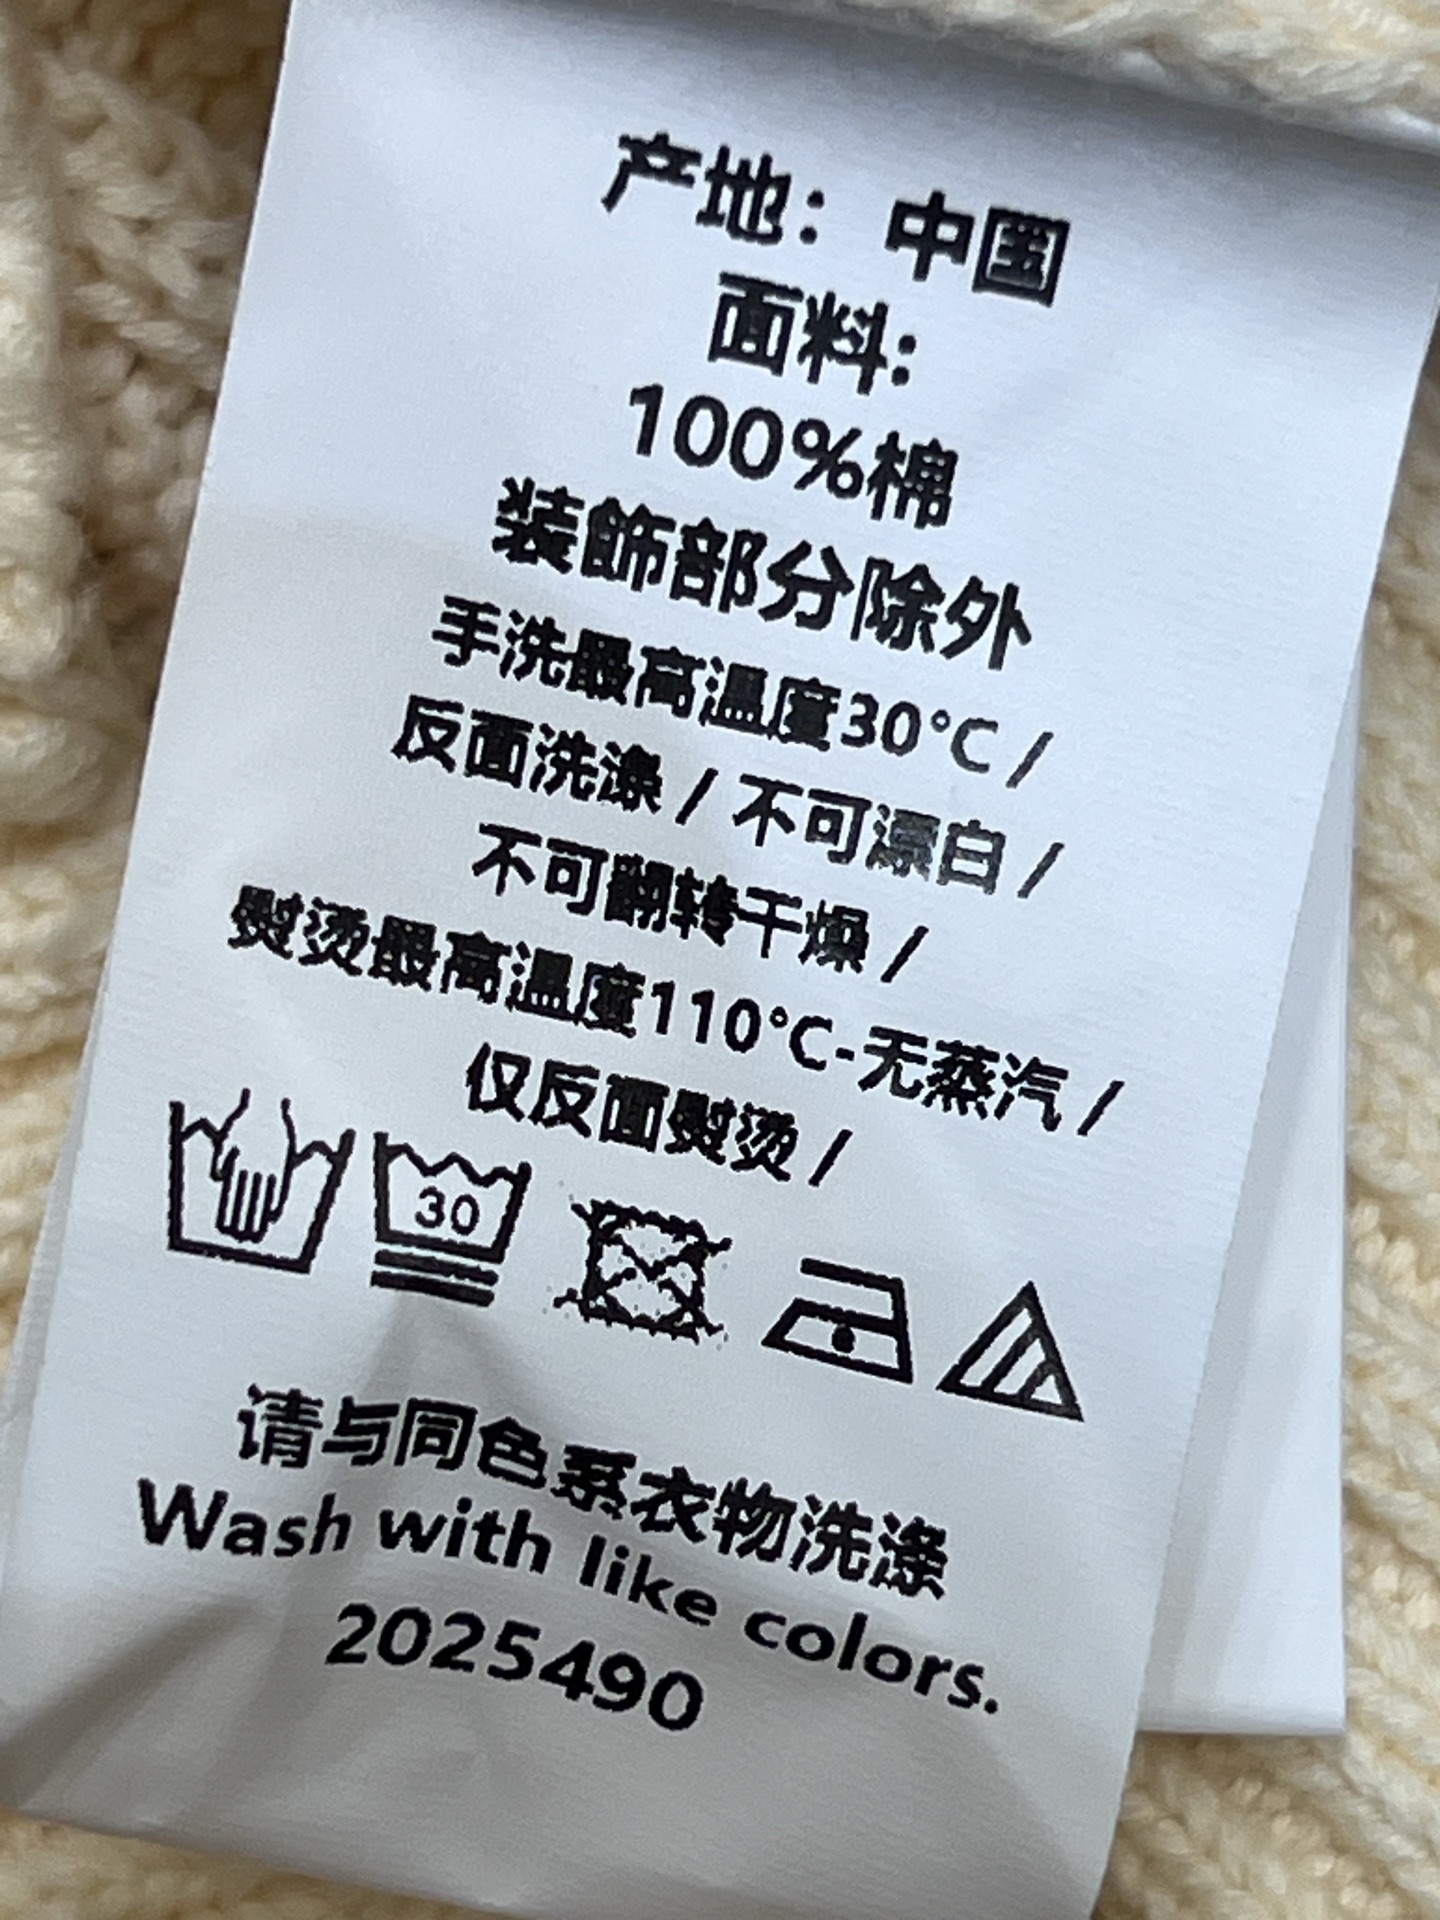 产地：中国
面料：
100%棉
装飾部分除外
手洗最高温度30°C /
反面洗涤 / 不可漂白 /
不可翻转干燥 /
熨烫最高温度110°C-无蒸汽 /
仅反面熨烫 /
30
请与同色系衣物洗涤
Wash with like colors.
2025490